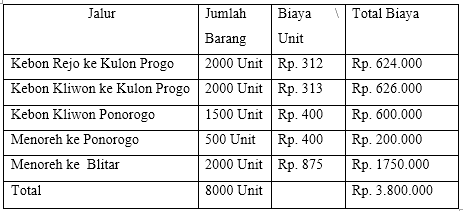 Jalur Jumlah Barang Biaya \ Unit Total Biaya
Kebon Rejo ke Kulon Progo 2000 Unit Rp. 312 Rp. 624.000
Kebon Kliwon ke Kulon Progo 2000 Unit Rp. 313 Rp. 626.000
Kebon Kliwon Ponorogo 1500 Unit Rp. 400 Rp. 600.000
Menoreh ke Ponorogo 500 Unit Rp. 400 Rp. 200.000
Menoreh ke Blitar 2000 Unit Rp. 875 Rp. 1750.000
Total 8000 Unit Rp. 3.800.000